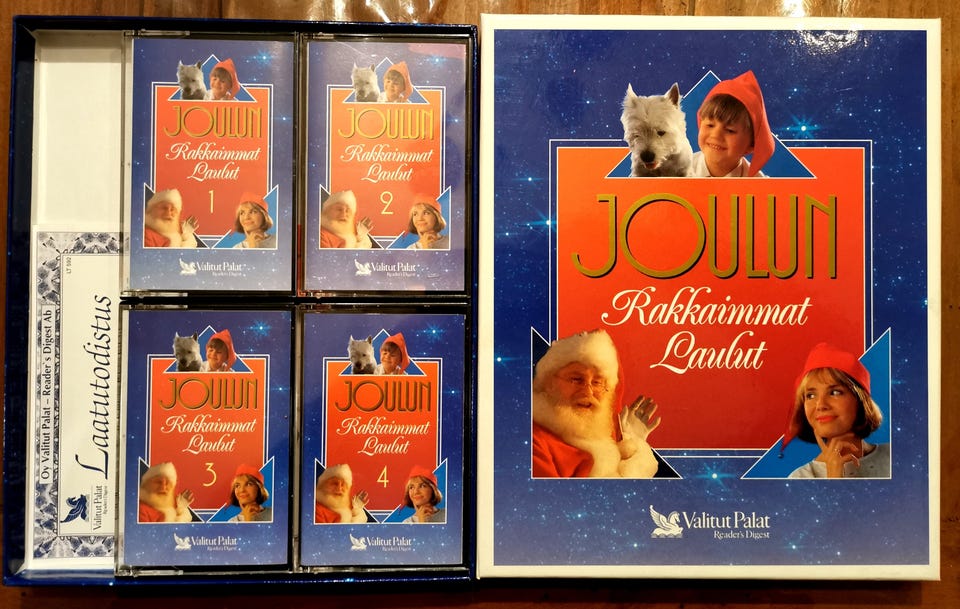 Oy Valitut Palat – Reader's Digest Ab
LT 592
Laatutodistus
Valitut Palat
Reader's Digest
JOULUN
Rakkaimmat
Laulut
1
Valitut Palat
Reader's Digest
JOULUN
Rakkaimmat
Laulut
2
Valitut Palat
Reader's Digest
JOULUN
Rakkaimmat
Laulut
3
Valitut Palat
Reader's Digest
JOULUN
Rakkaimmat
Laulut
4
Valitut Palat
Reader's Digest
JOULUN
Rakkaimmat
Laulut
Valitut Palat
Reader's Digest